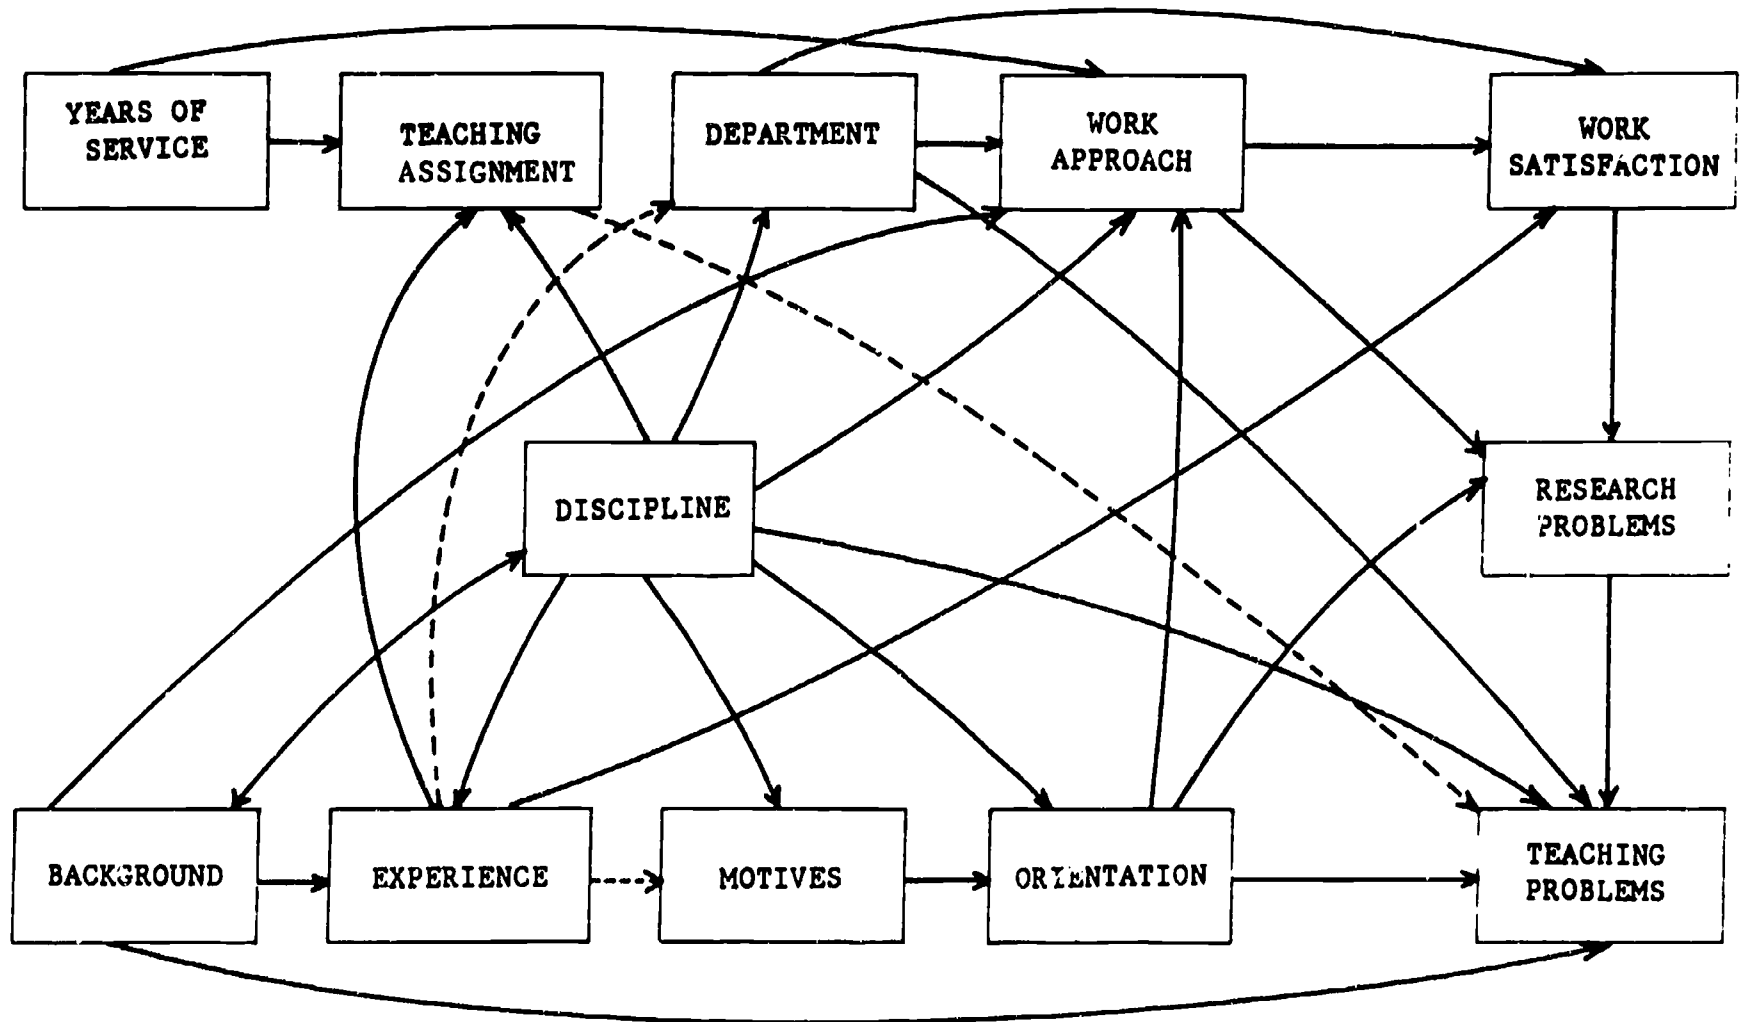 YEARS OF
SERVICE
TEACHING
ASSIGNMENT
DEPARTMENT
WORK
APPROACH
WORK
SATISFACTION
DISCIPLINE
RESEARCH
PROBLEMS
BACKGROUND
EXPERIENCE
MOTIVES
ORIENTATION
TEACHING
PROBLEMS